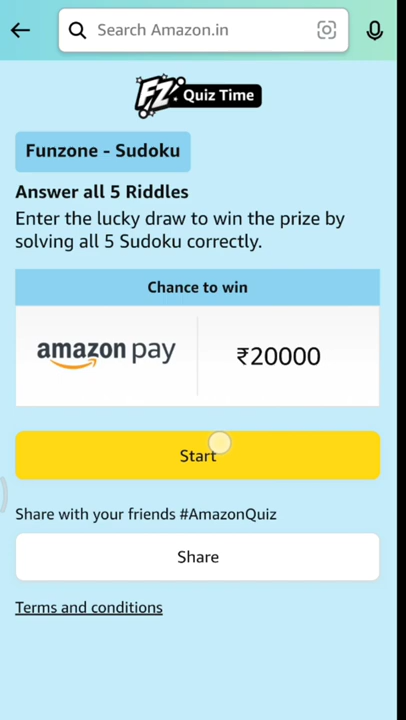 Search Amazon.in
FZ. Quiz Time
Funzone - Sudoku
Answer all 5 Riddles
Enter the lucky draw to win the prize by
solving all 5 Sudoku correctly.
Chance to win
amazon pay
₹20000
Start
Share with your friends #AmazonQuiz
Share
Terms and conditions